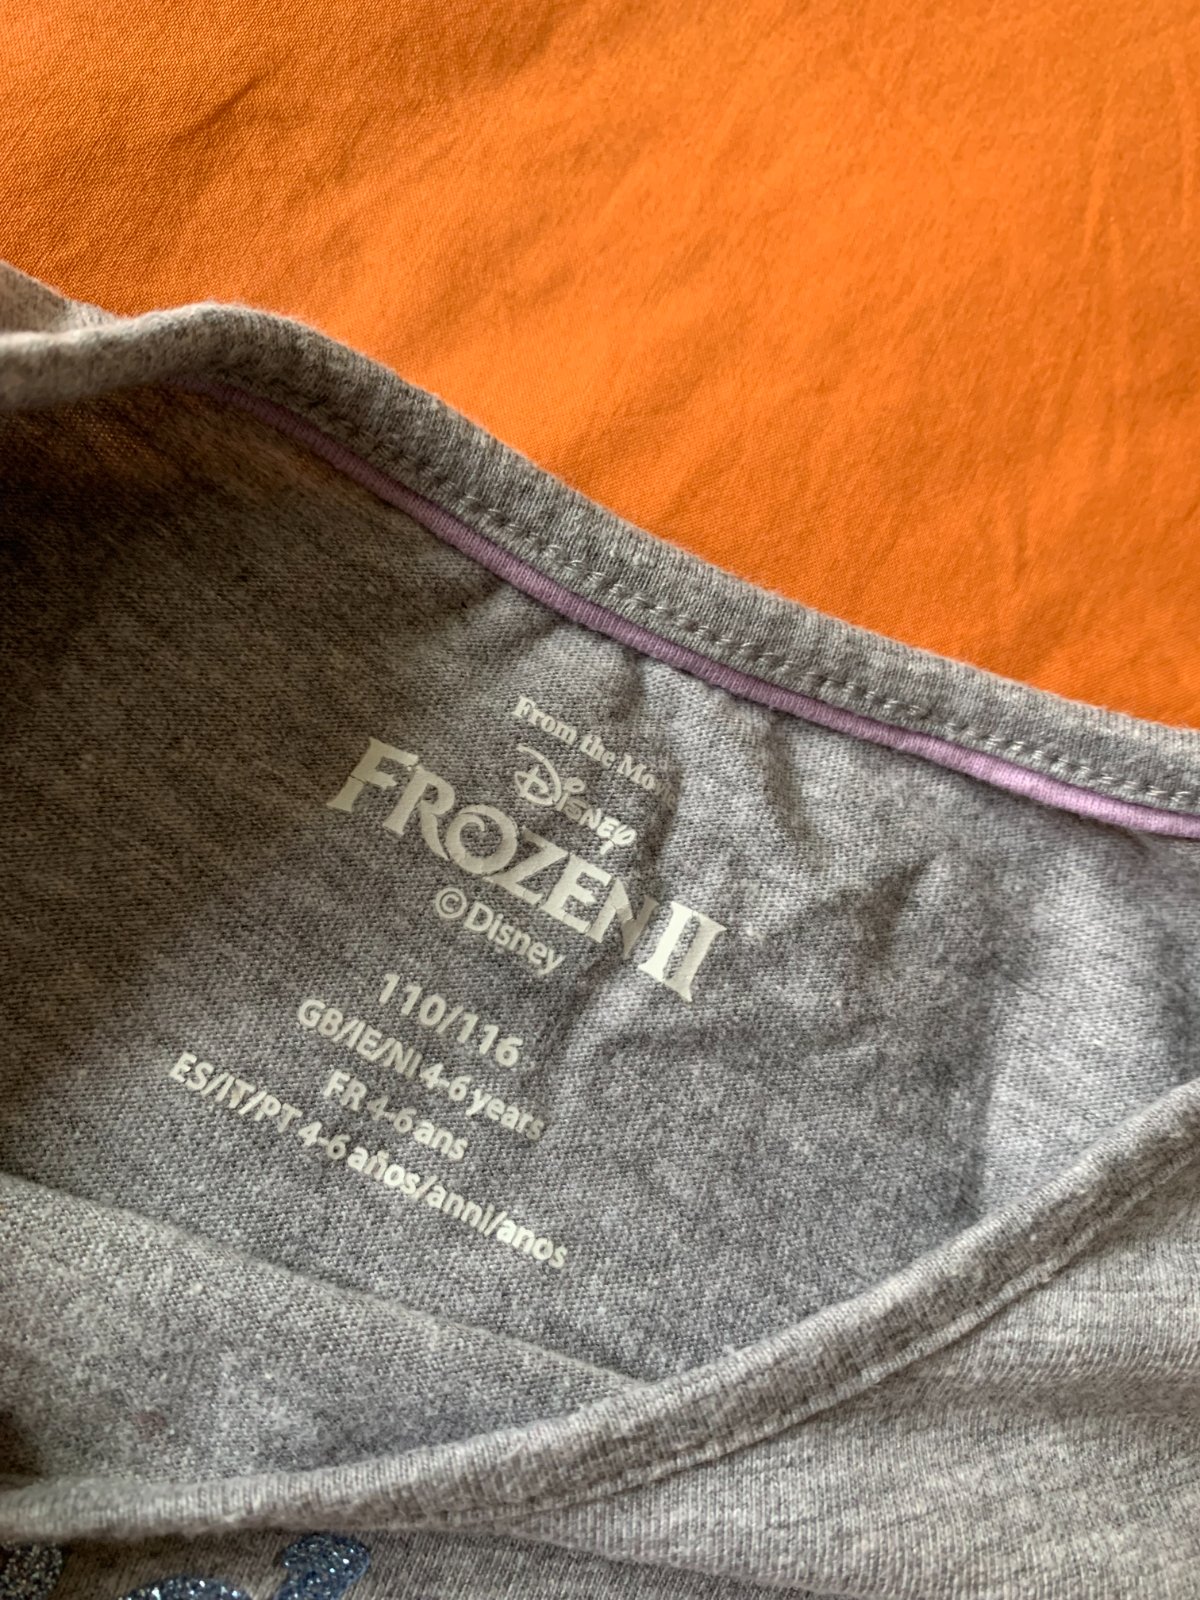 From the Movie
Disney
FROZEN II
©Disney
110/116
GB/IE/NI 4-6 years
FR 4-6 ans
ES/IT/PT 4-6 años/anni/anos